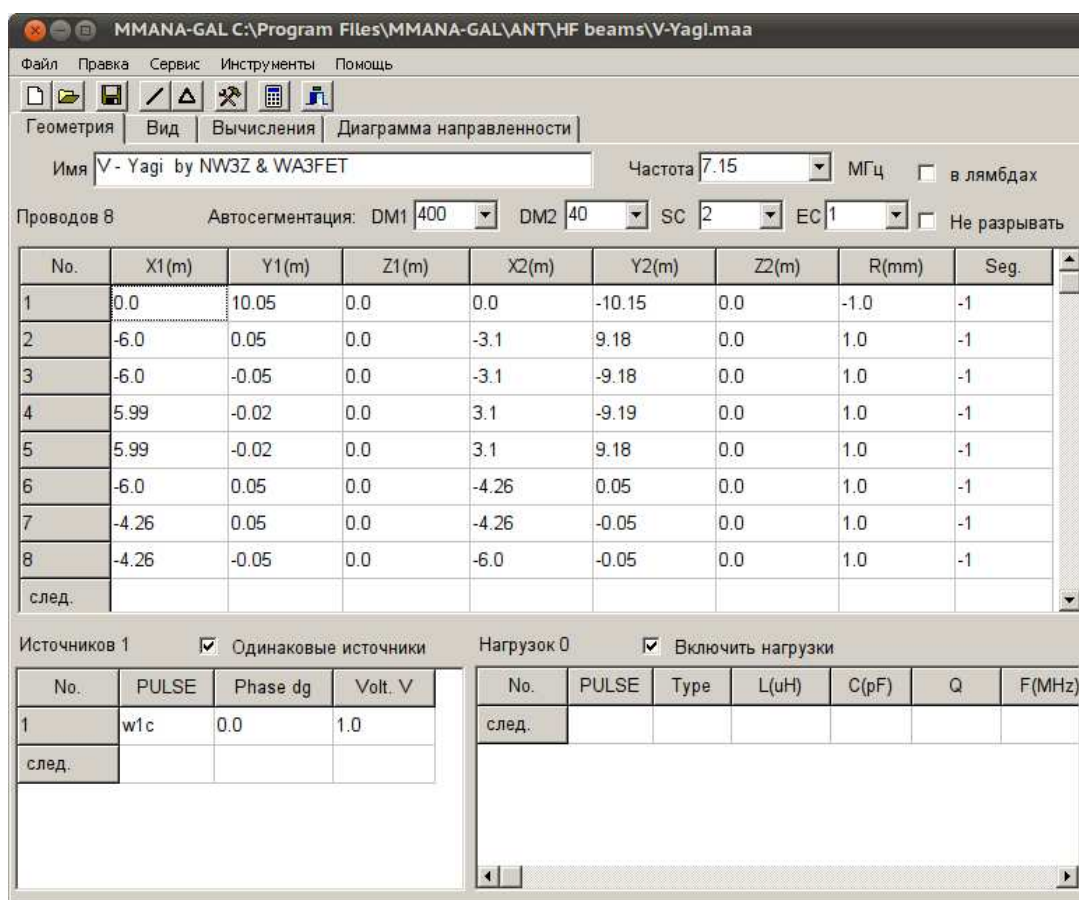 MMANA-GAL C:\Program Files\MMANA-GAL\ANT\HF beams\V-Yagi.maa
Файл Правка Сервис Инструменты Помощь
Геометрия Вид Вычисления Диаграмма направленности
Имя V - Yagi by NW3Z & WA3FET Частота 7.15 МГц в лямбдах
Проводов 8 Автосегментация: DM1 400 DM2 40 SC 2 EC 1 Не разрывать
No. X1(m) Y1(m) Z1(m) X2(m) Y2(m) Z2(m) R(mm) Seg.
1 0.0 10.05 0.0 0.0 -10.15 0.0 -1.0 -1
2 -6.0 0.05 0.0 -3.1 9.18 0.0 1.0 -1
3 -6.0 -0.05 0.0 -3.1 -9.18 0.0 1.0 -1
4 5.99 -0.02 0.0 3.1 -9.19 0.0 1.0 -1
5 5.99 -0.02 0.0 3.1 9.18 0.0 1.0 -1
6 -6.0 0.05 0.0 -4.26 0.05 0.0 1.0 -1
7 -4.26 0.05 0.0 -4.26 -0.05 0.0 1.0 -1
8 -4.26 -0.05 0.0 -6.0 -0.05 0.0 1.0 -1
след.
Источников 1 Одинаковые источники Нагрузок 0 Включить нагрузки
No. PULSE Phase dg Volt. V No. PULSE Type L(uH) C(pF) Q F(MHz)
1 w1c 0.0 1.0 след.
след.